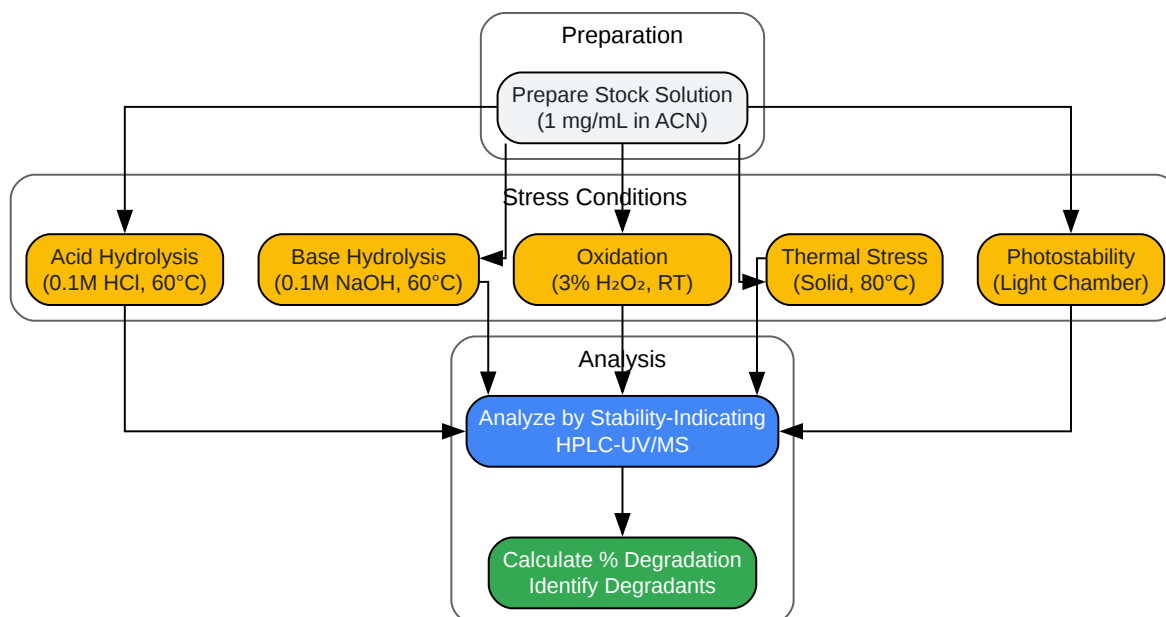 Preparation
Prepare Stock Solution
(1 mg/mL in ACN)
Stress Conditions
Acid Hydrolysis
(0.1M HCl, 60°C)
Base Hydrolysis
(0.1M NaOH, 60°C)
Oxidation
(3% H₂O₂, RT)
Thermal Stress
(Solid, 80°C)
Photostability
(Light Chamber)
Analysis
Analyze by Stability-Indicating
HPLC-UV/MS
Calculate % Degradation
Identify Degradants